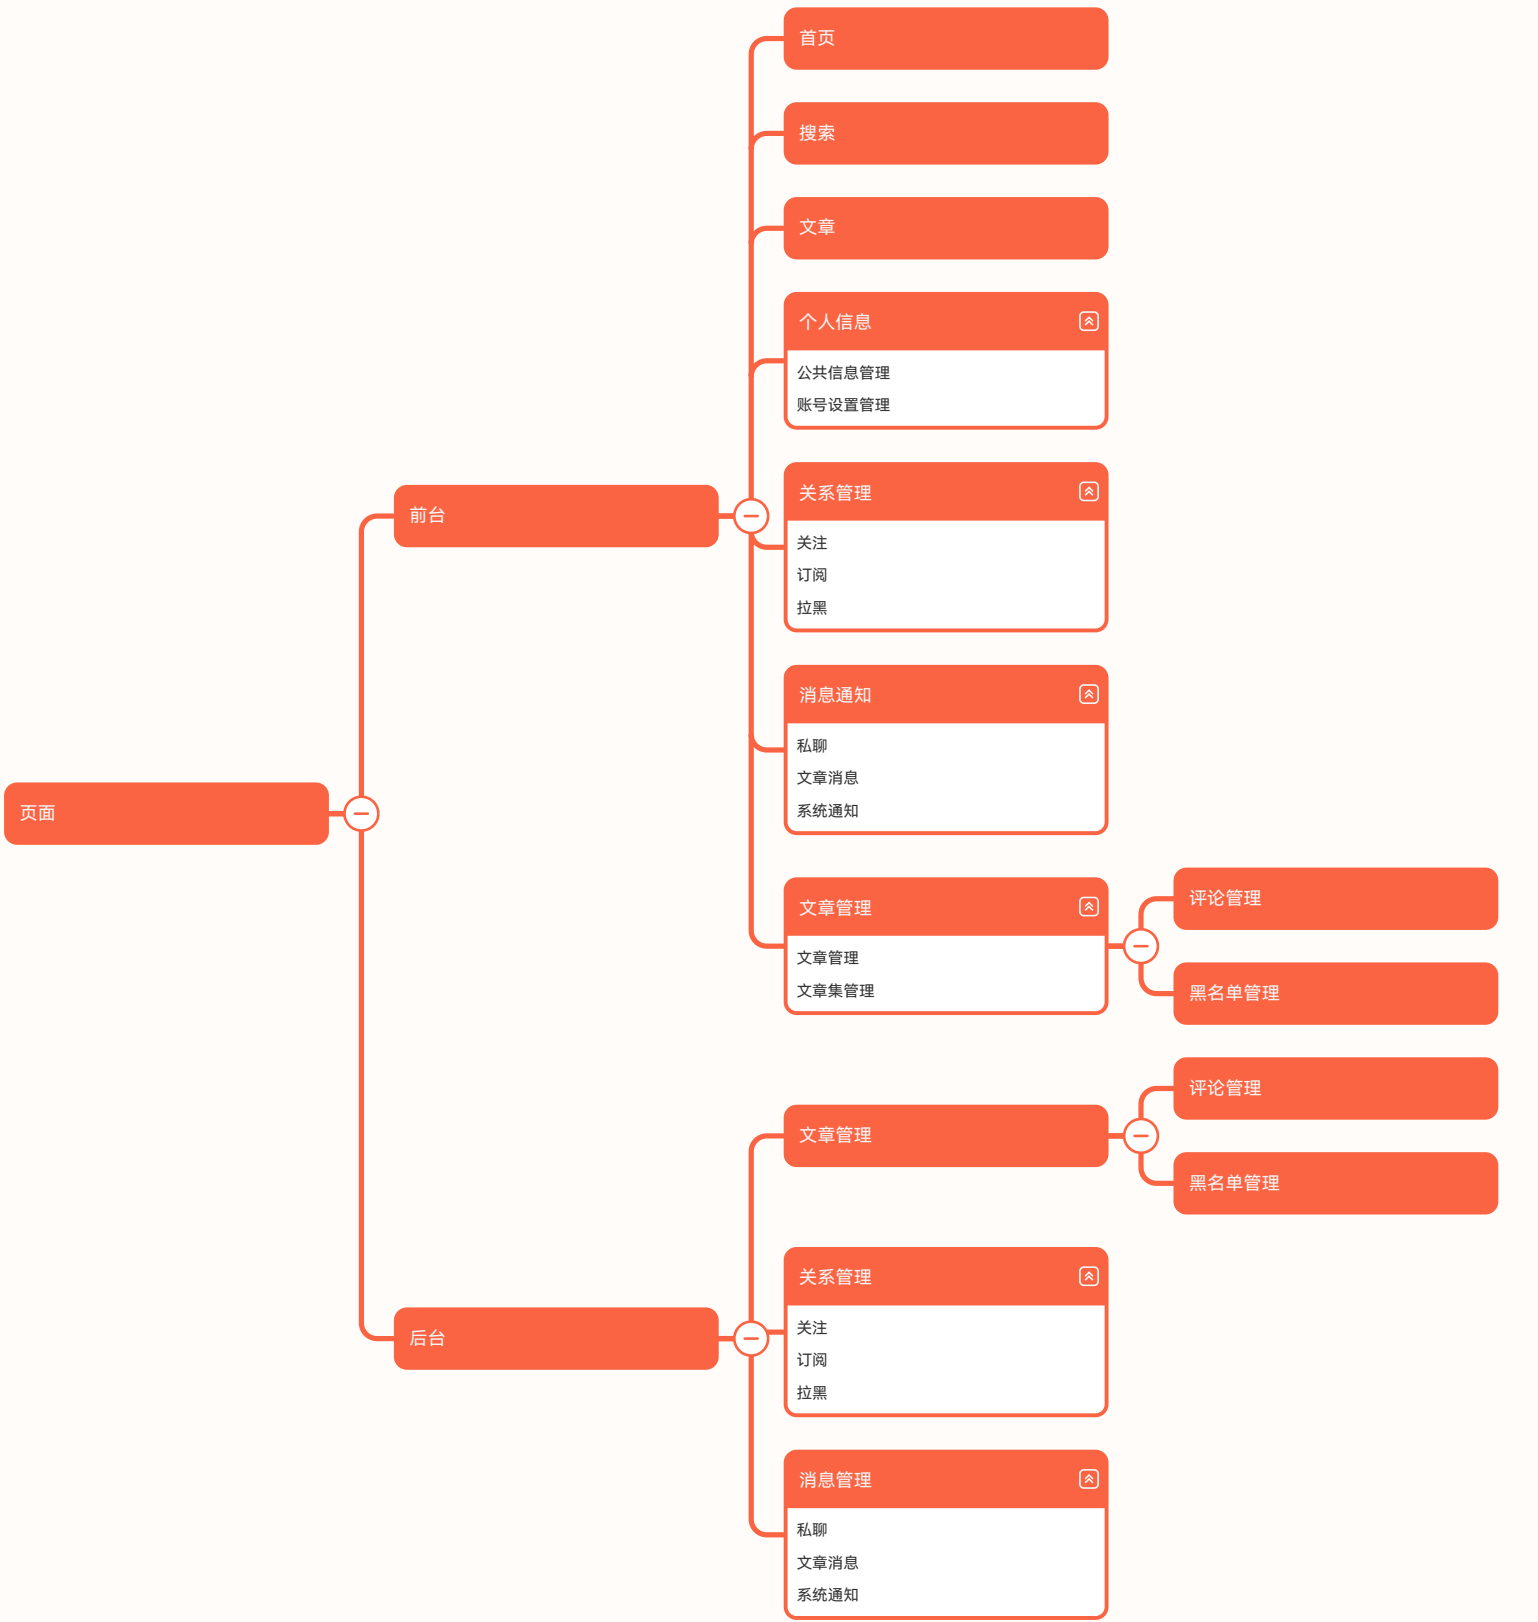 页面
前台
首页
搜索
文章
个人信息
公共信息管理
账号设置管理
关系管理
关注
订阅
拉黑
消息通知
私聊
文章消息
系统通知
文章管理
文章管理
文章集管理
评论管理
黑名单管理
后台
文章管理
评论管理
黑名单管理
关系管理
关注
订阅
拉黑
消息管理
私聊
文章消息
系统通知